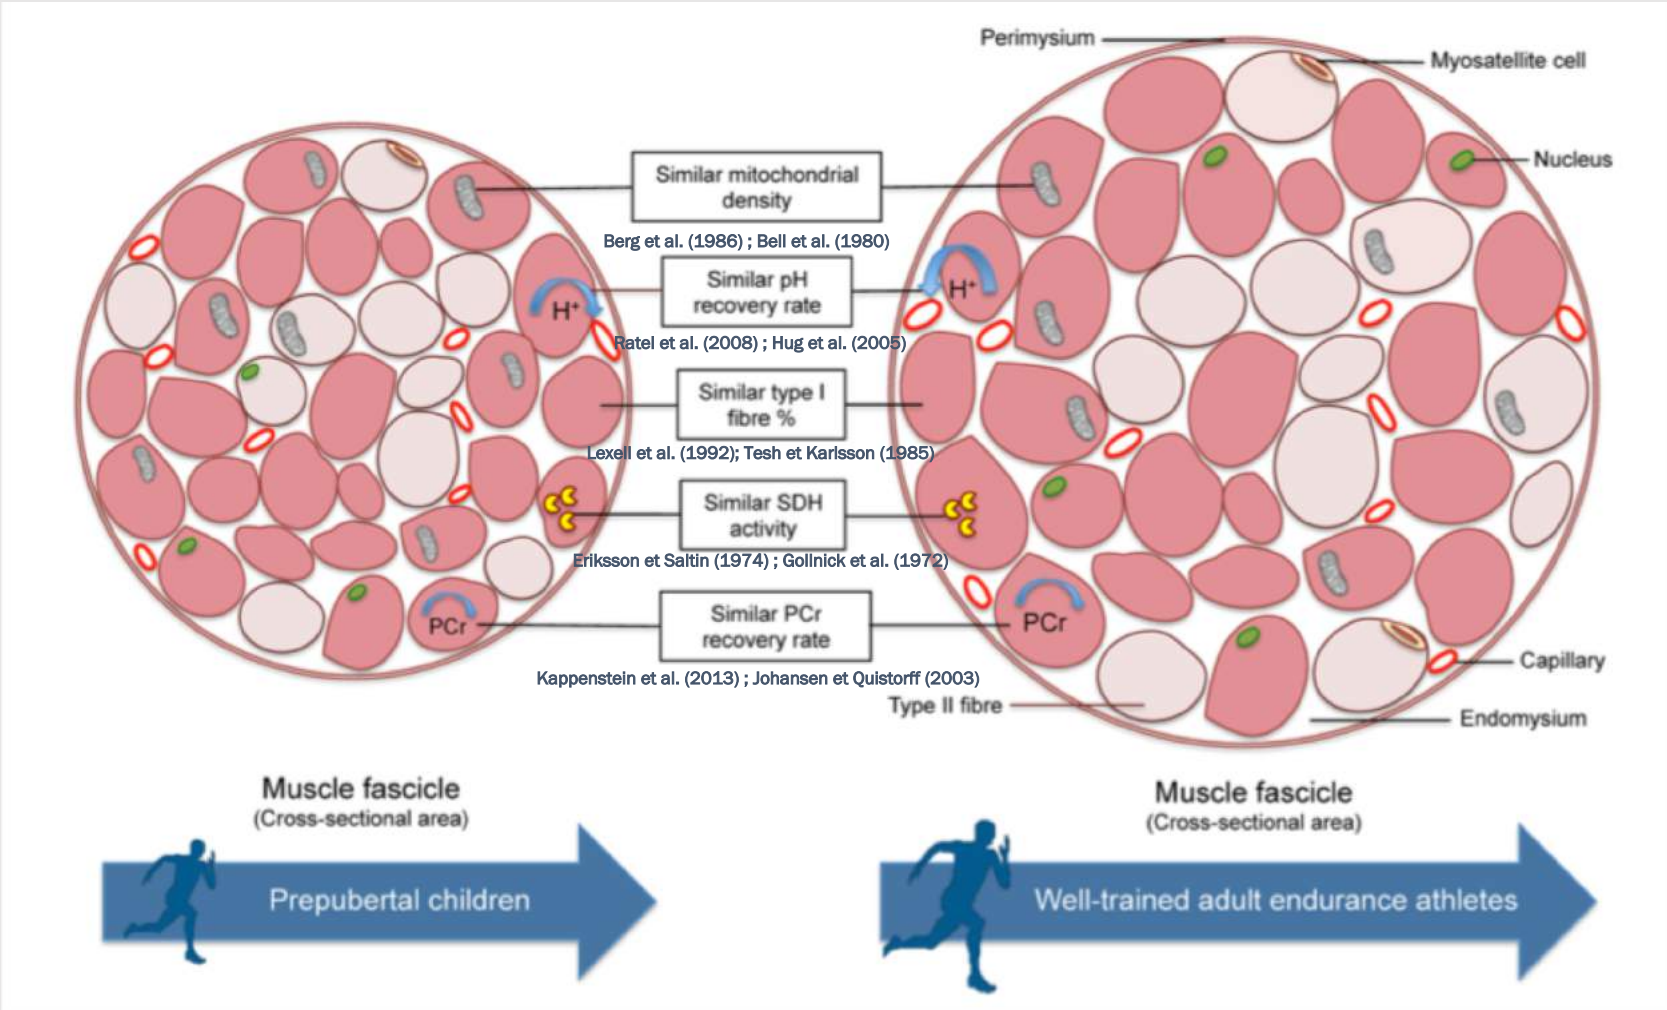 Perimysium
Myosatellite cell
Nucleus
Similar mitochondrial
density
Berg et al. (1986) ; Bell et al. (1980)
Similar pH
recovery rate
H+
H+
Ratel et al. (2008) ; Hug et al. (2005)
Similar type I
fibre %
Lexell et al. (1992); Tesh et Karlsson (1985)
Similar SDH
activity
Eriksson et Saltin (1974) ; Gollnick et al. (1972)
Similar PCr
recovery rate
PCr
PCr
Kappenstein et al. (2013) ; Johansen et Quistorff (2003)
Capillary
Type II fibre
Endomysium
Muscle fascicle
(Cross-sectional area)
Muscle fascicle
(Cross-sectional area)
Prepubertal children
Well-trained adult endurance athletes